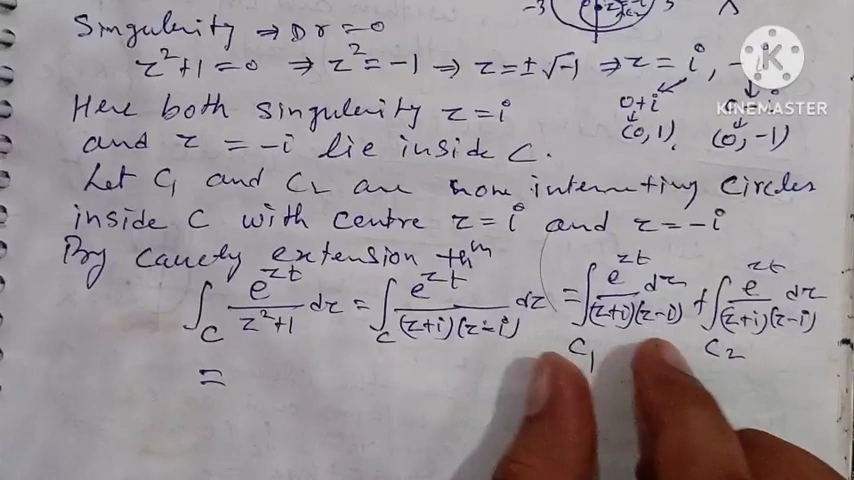 -3 3
Singularity ⇒ Dr = 0
z²+1=0 ⇒ z²=-1 ⇒ z=±√-1 ⇒ z=i, -i
Here both singularity z=i
0+i
(0,1), (0,-1)
KINEMASTER
and z = -i lie inside C.
Let C₁ and C₂ are non intersecting circles
inside C with centre z=i and z=-i
By cauchy extension thm
∫_C e^{zt}/(z²+1) dz = ∫_C e^{zt}/((z+i)(z-i)) dz = ∫_{C₁} e^{zt}/((z+i)(z-i)) dz + ∫_{C₂} e^{zt}/((z+i)(z-i)) dz
=